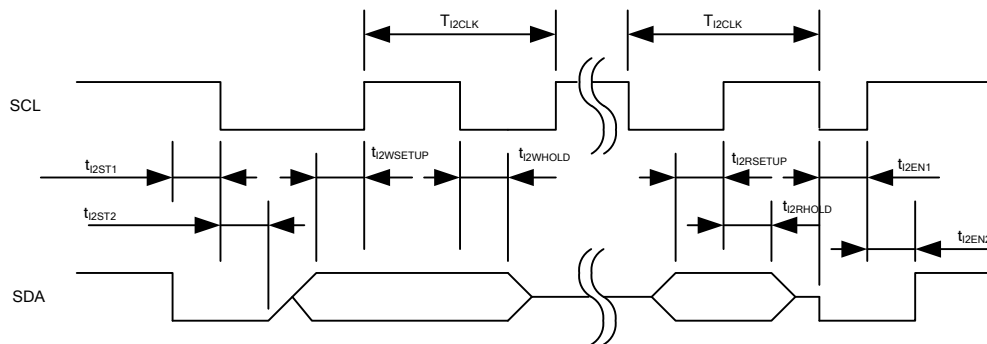 TI2CLK
TI2CLK
SCL
tI2ST1
tI2WSETUP
tI2WHOLD
tI2RSETUP
tI2EN1
tI2ST2
tI2RHOLD
tI2EN2
SDA